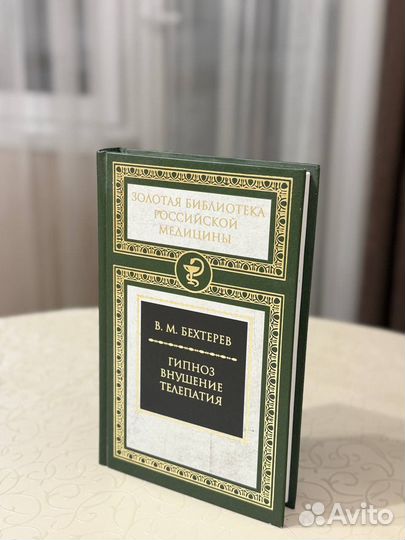 ЗОЛОТАЯ БИБЛИОТЕКА
РОССИЙСКОЙ
МЕДИЦИНЫ
В. М. БЕХТЕРЕВ
ГИПНОЗ
ВНУШЕНИЕ
ТЕЛЕПАТИЯ
Avito